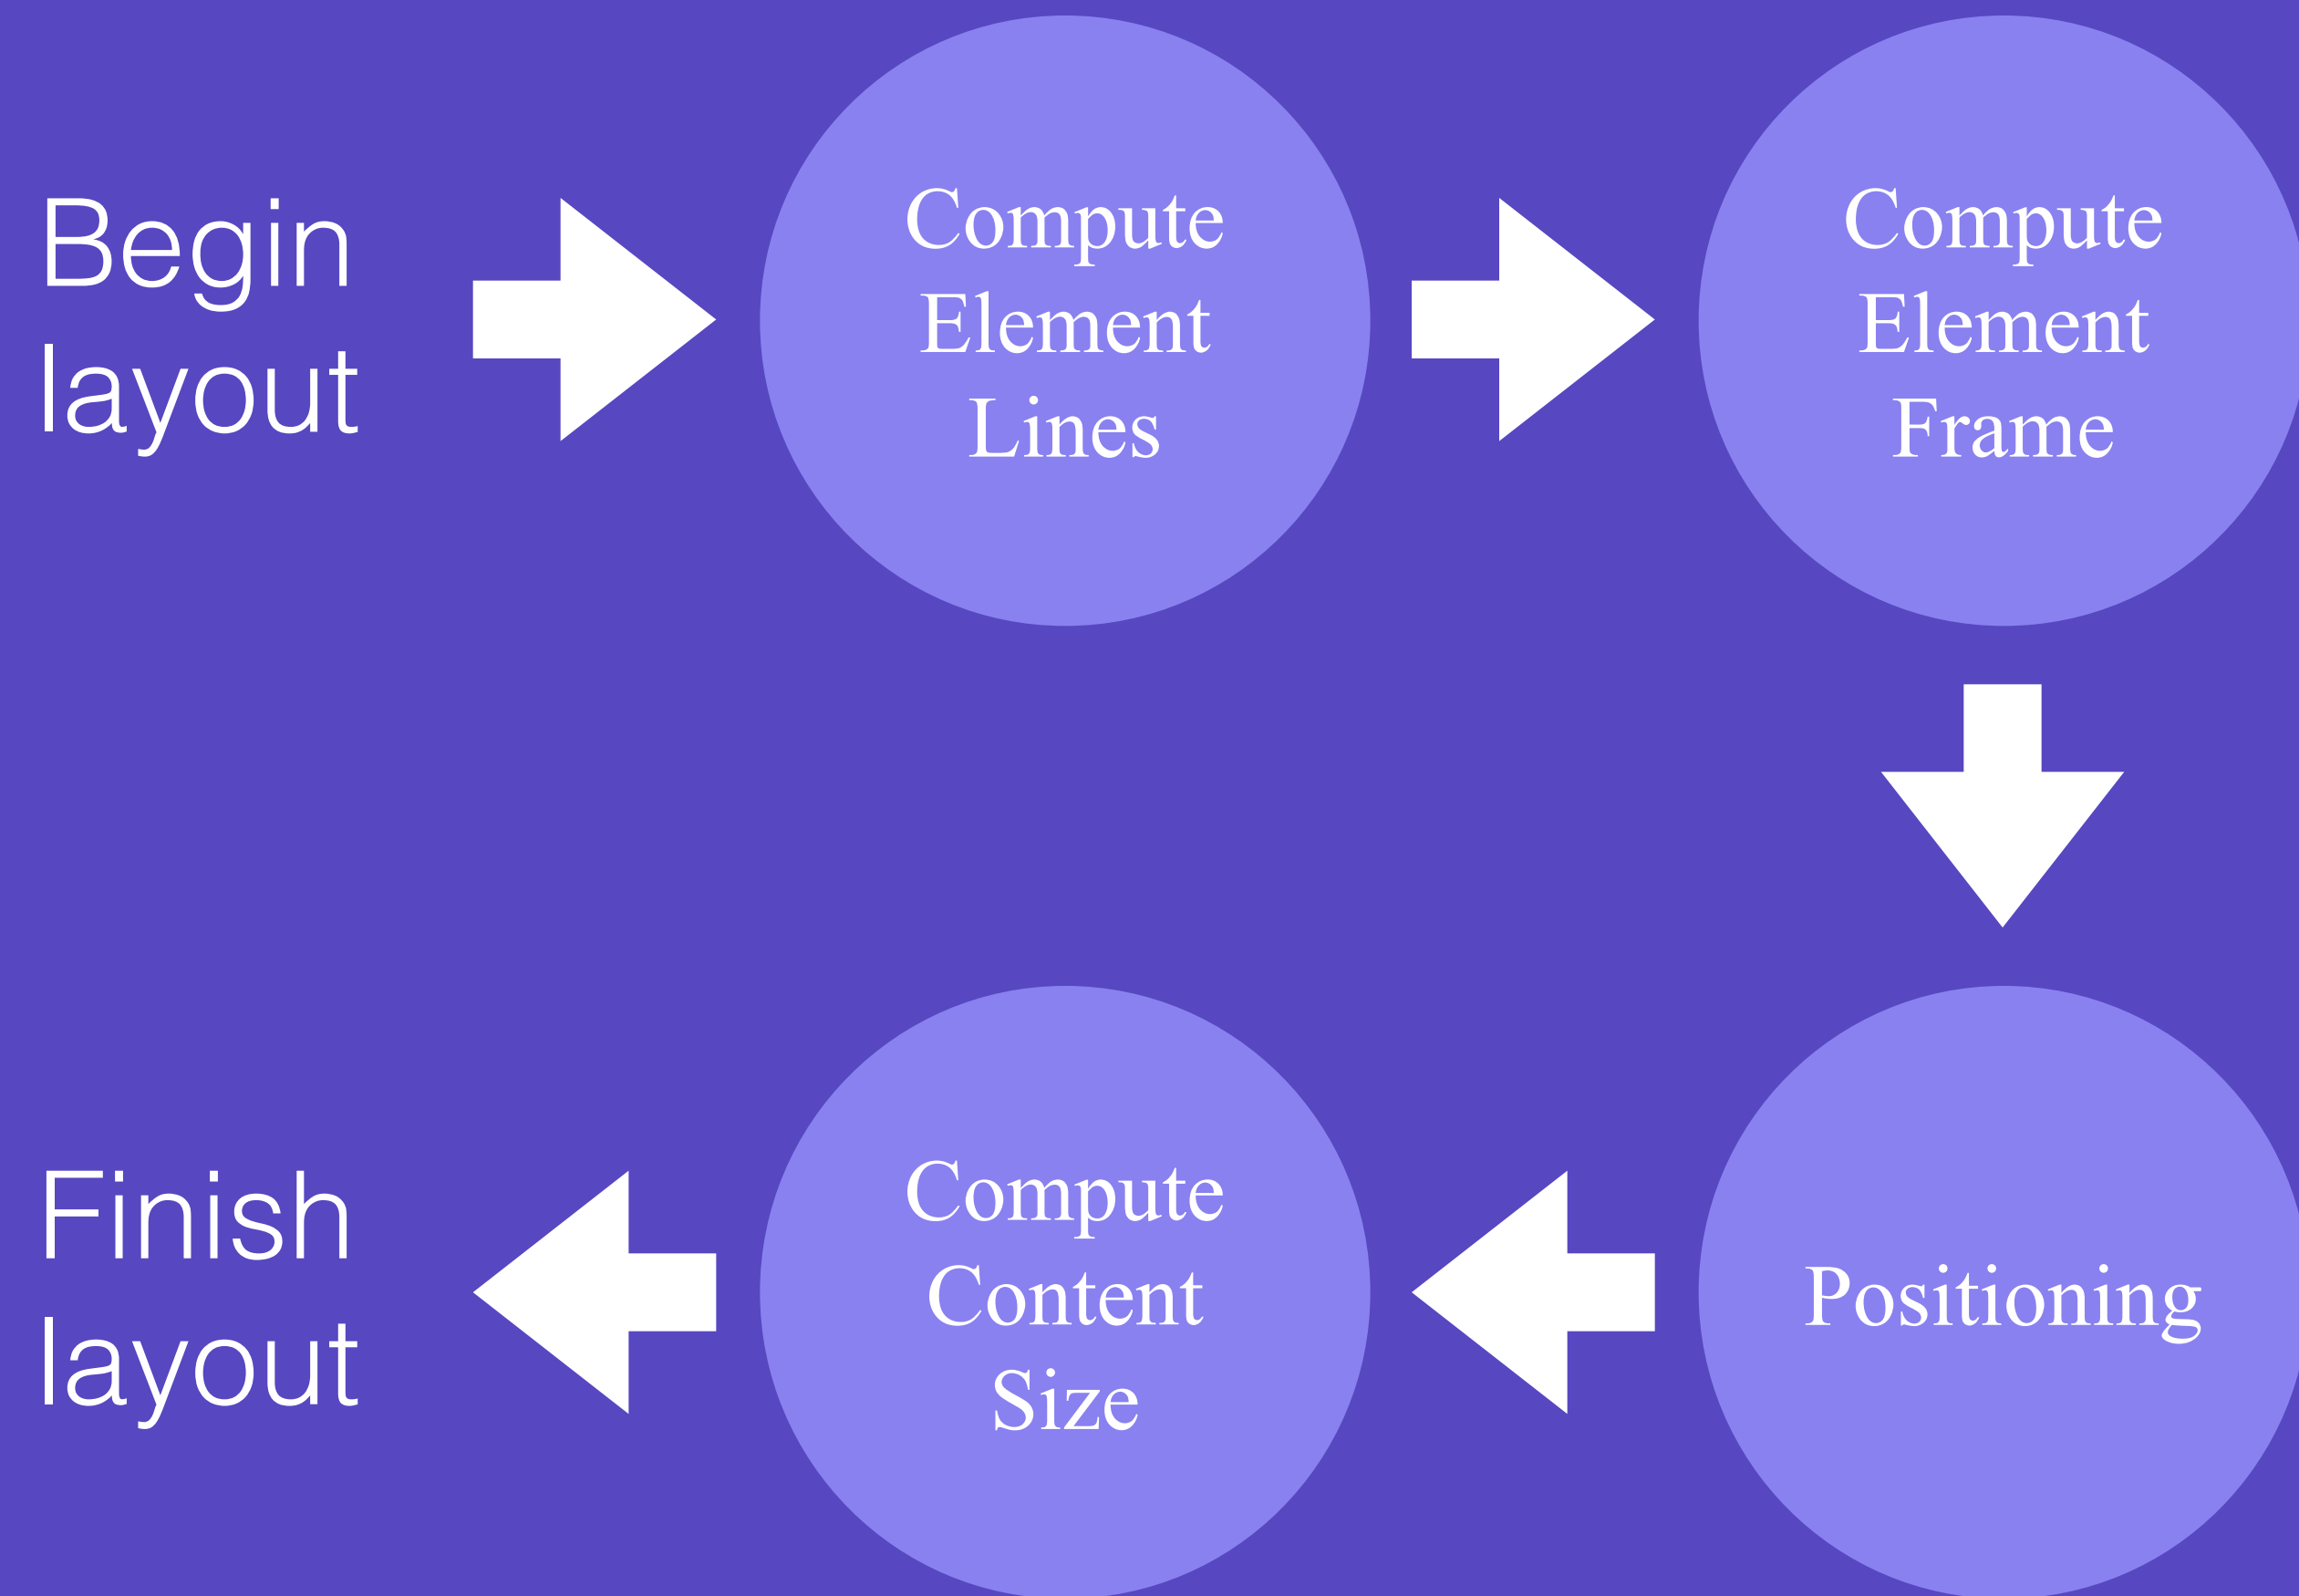 Begin
layout
Compute
Element
Lines
Compute
Element
Frame
Finish
layout
Compute
Content
Size
Positioning